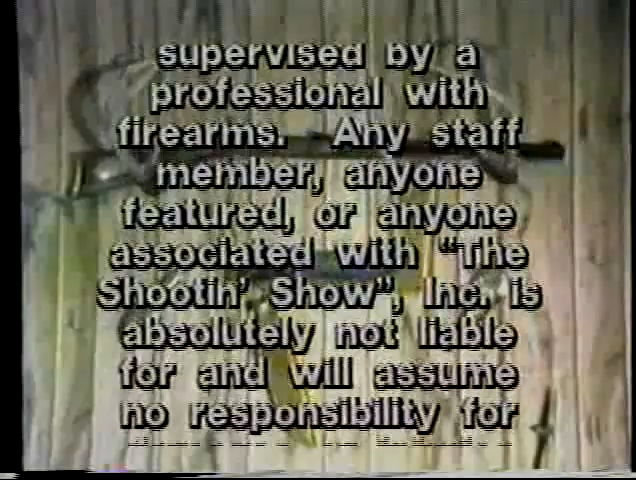 supervised by a
professional with
firearms. Any staff
member, anyone
featured, or anyone
associated with "The
Shootin' Show", Inc. is
absolutely not liable
for and will assume
no responsibility for